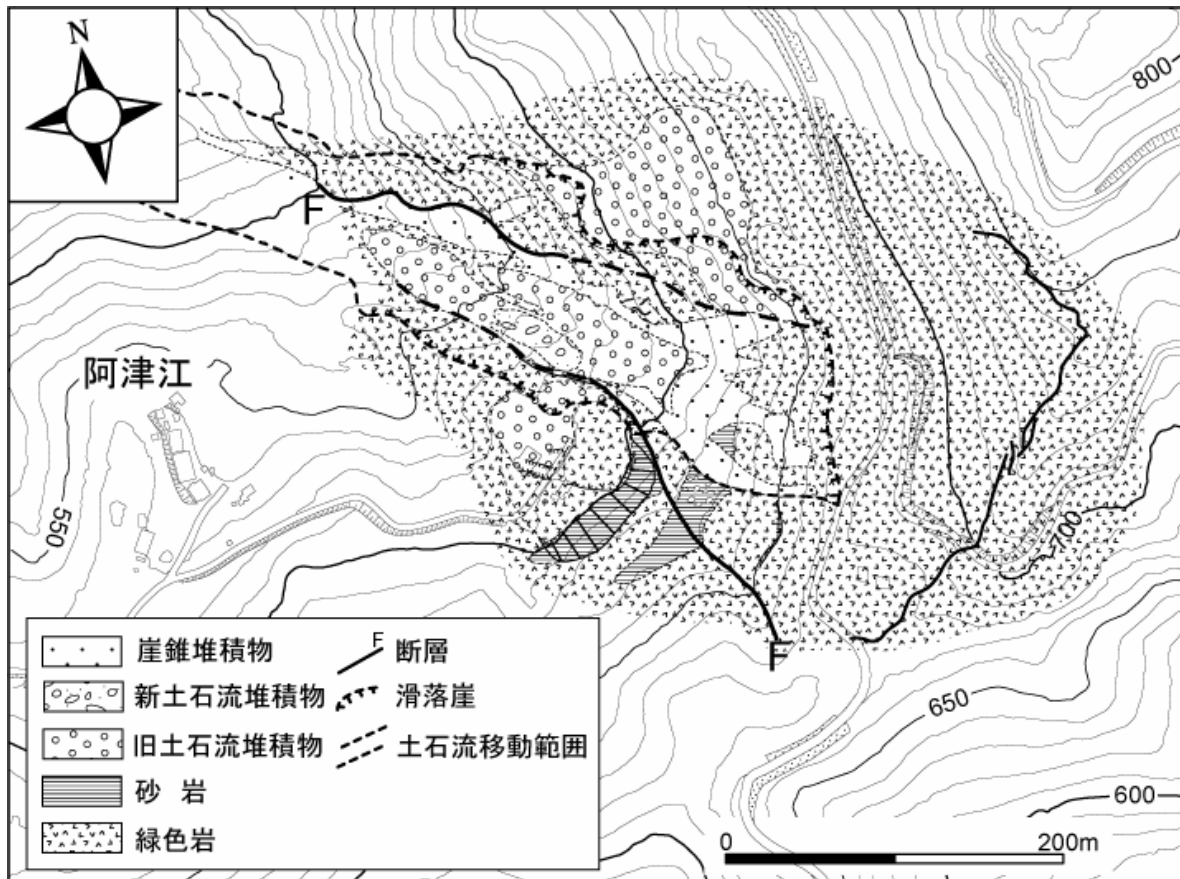 N
800
F
阿津江
550
700
F
650
600
崖錐堆積物
F
断層
新土石流堆積物
滑落崖
旧土石流堆積物
土石流移動範囲
砂 岩
緑色岩
0
200m